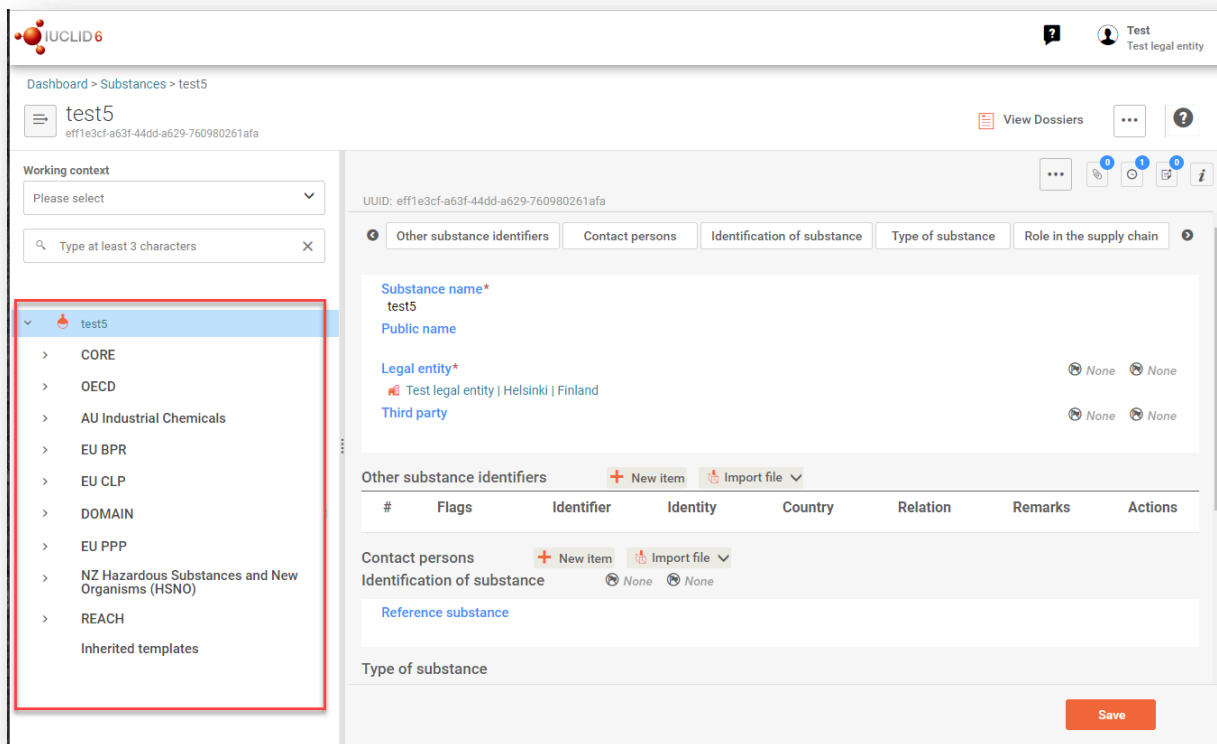 IUCLID 6
Test
Test legal entity
Dashboard > Substances > test5
test5
eff1e3cf-a63f-44dd-a629-760980261afa
View Dossiers
Working context
Please select
Type at least 3 characters
test5
CORE
OECD
AU Industrial Chemicals
EU BPR
EU CLP
DOMAIN
EU PPP
NZ Hazardous Substances and New
Organisms (HSNO)
REACH
Inherited templates
0 1 0
UUID: eff1e3cf-a63f-44dd-a629-760980261afa
Other substance identifiers Contact persons Identification of substance Type of substance Role in the supply chain
Substance name*
test5
Public name
Legal entity* None None
Test legal entity | Helsinki | Finland
Third party None None
Other substance identifiers New item Import file
# Flags Identifier Identity Country Relation Remarks Actions
Contact persons New item Import file
Identification of substance None None
Reference substance
Type of substance
Save